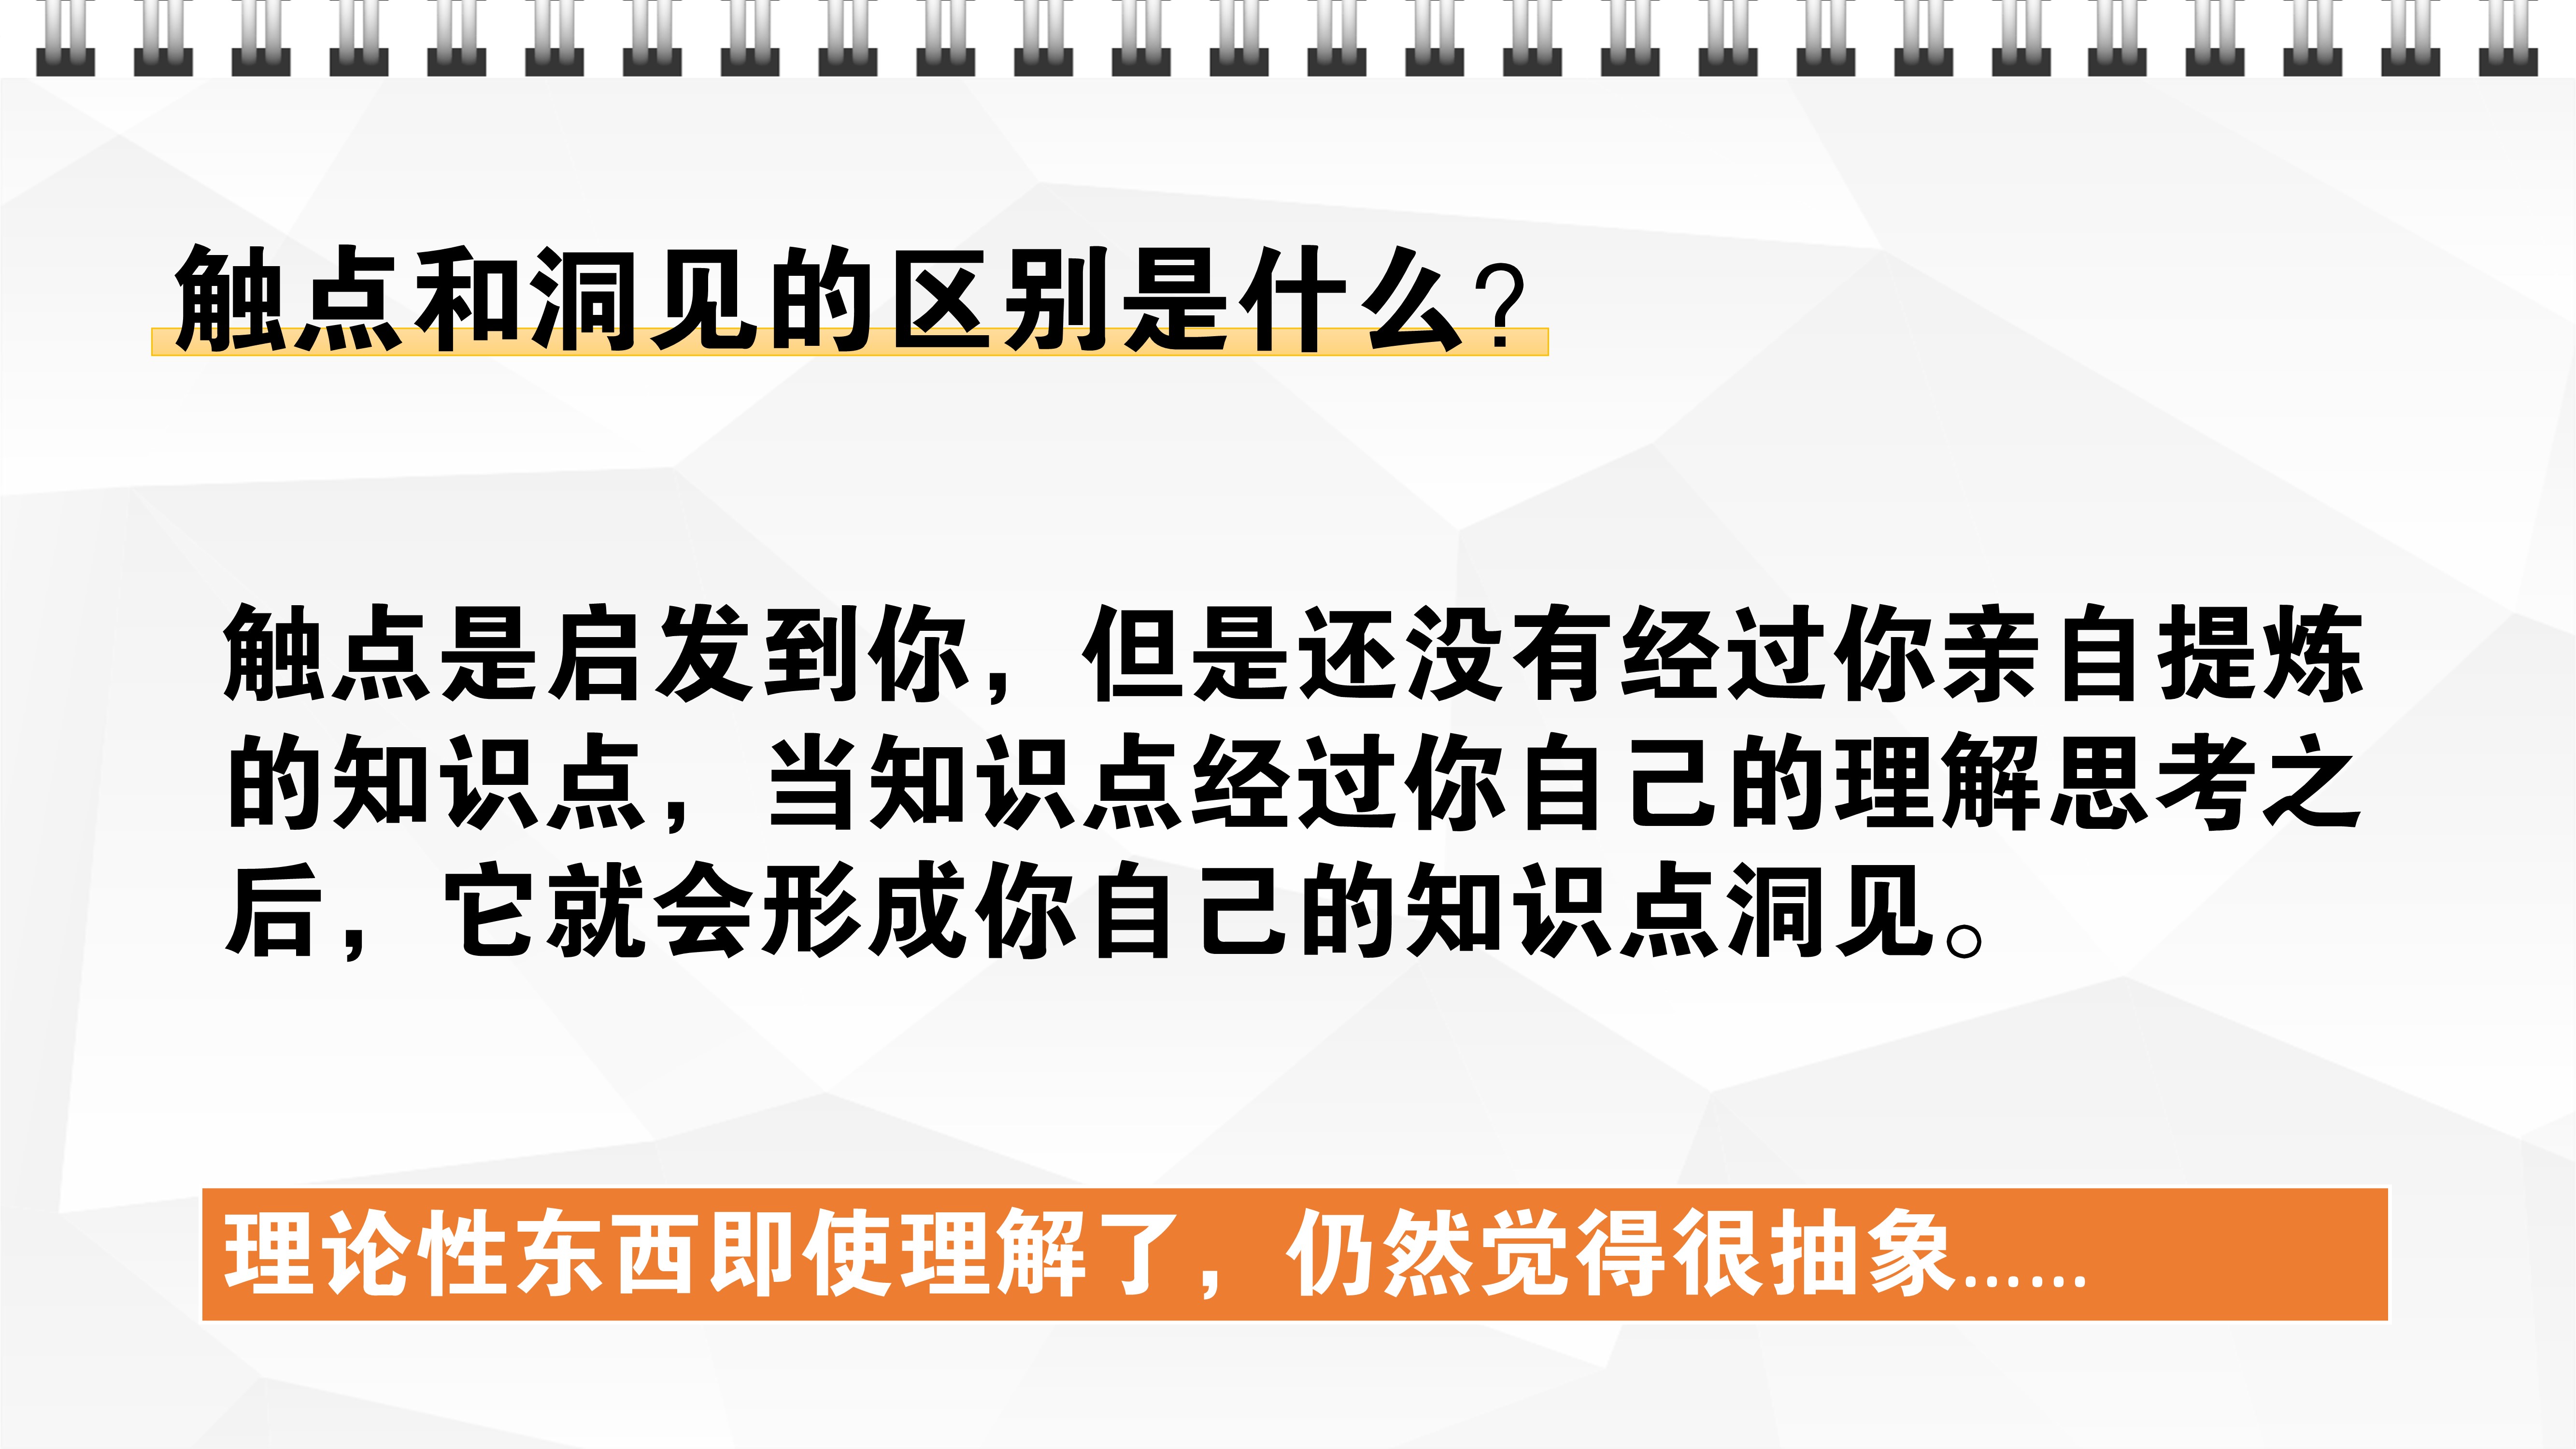 触点和洞见的区别是什么?
触点是启发到你，但是还没有经过你亲自提炼
的知识点，当知识点经过你自己的理解思考之
后，它就会形成你自己的知识点洞见。
理论性东西即使理解了，仍然觉得很抽象……